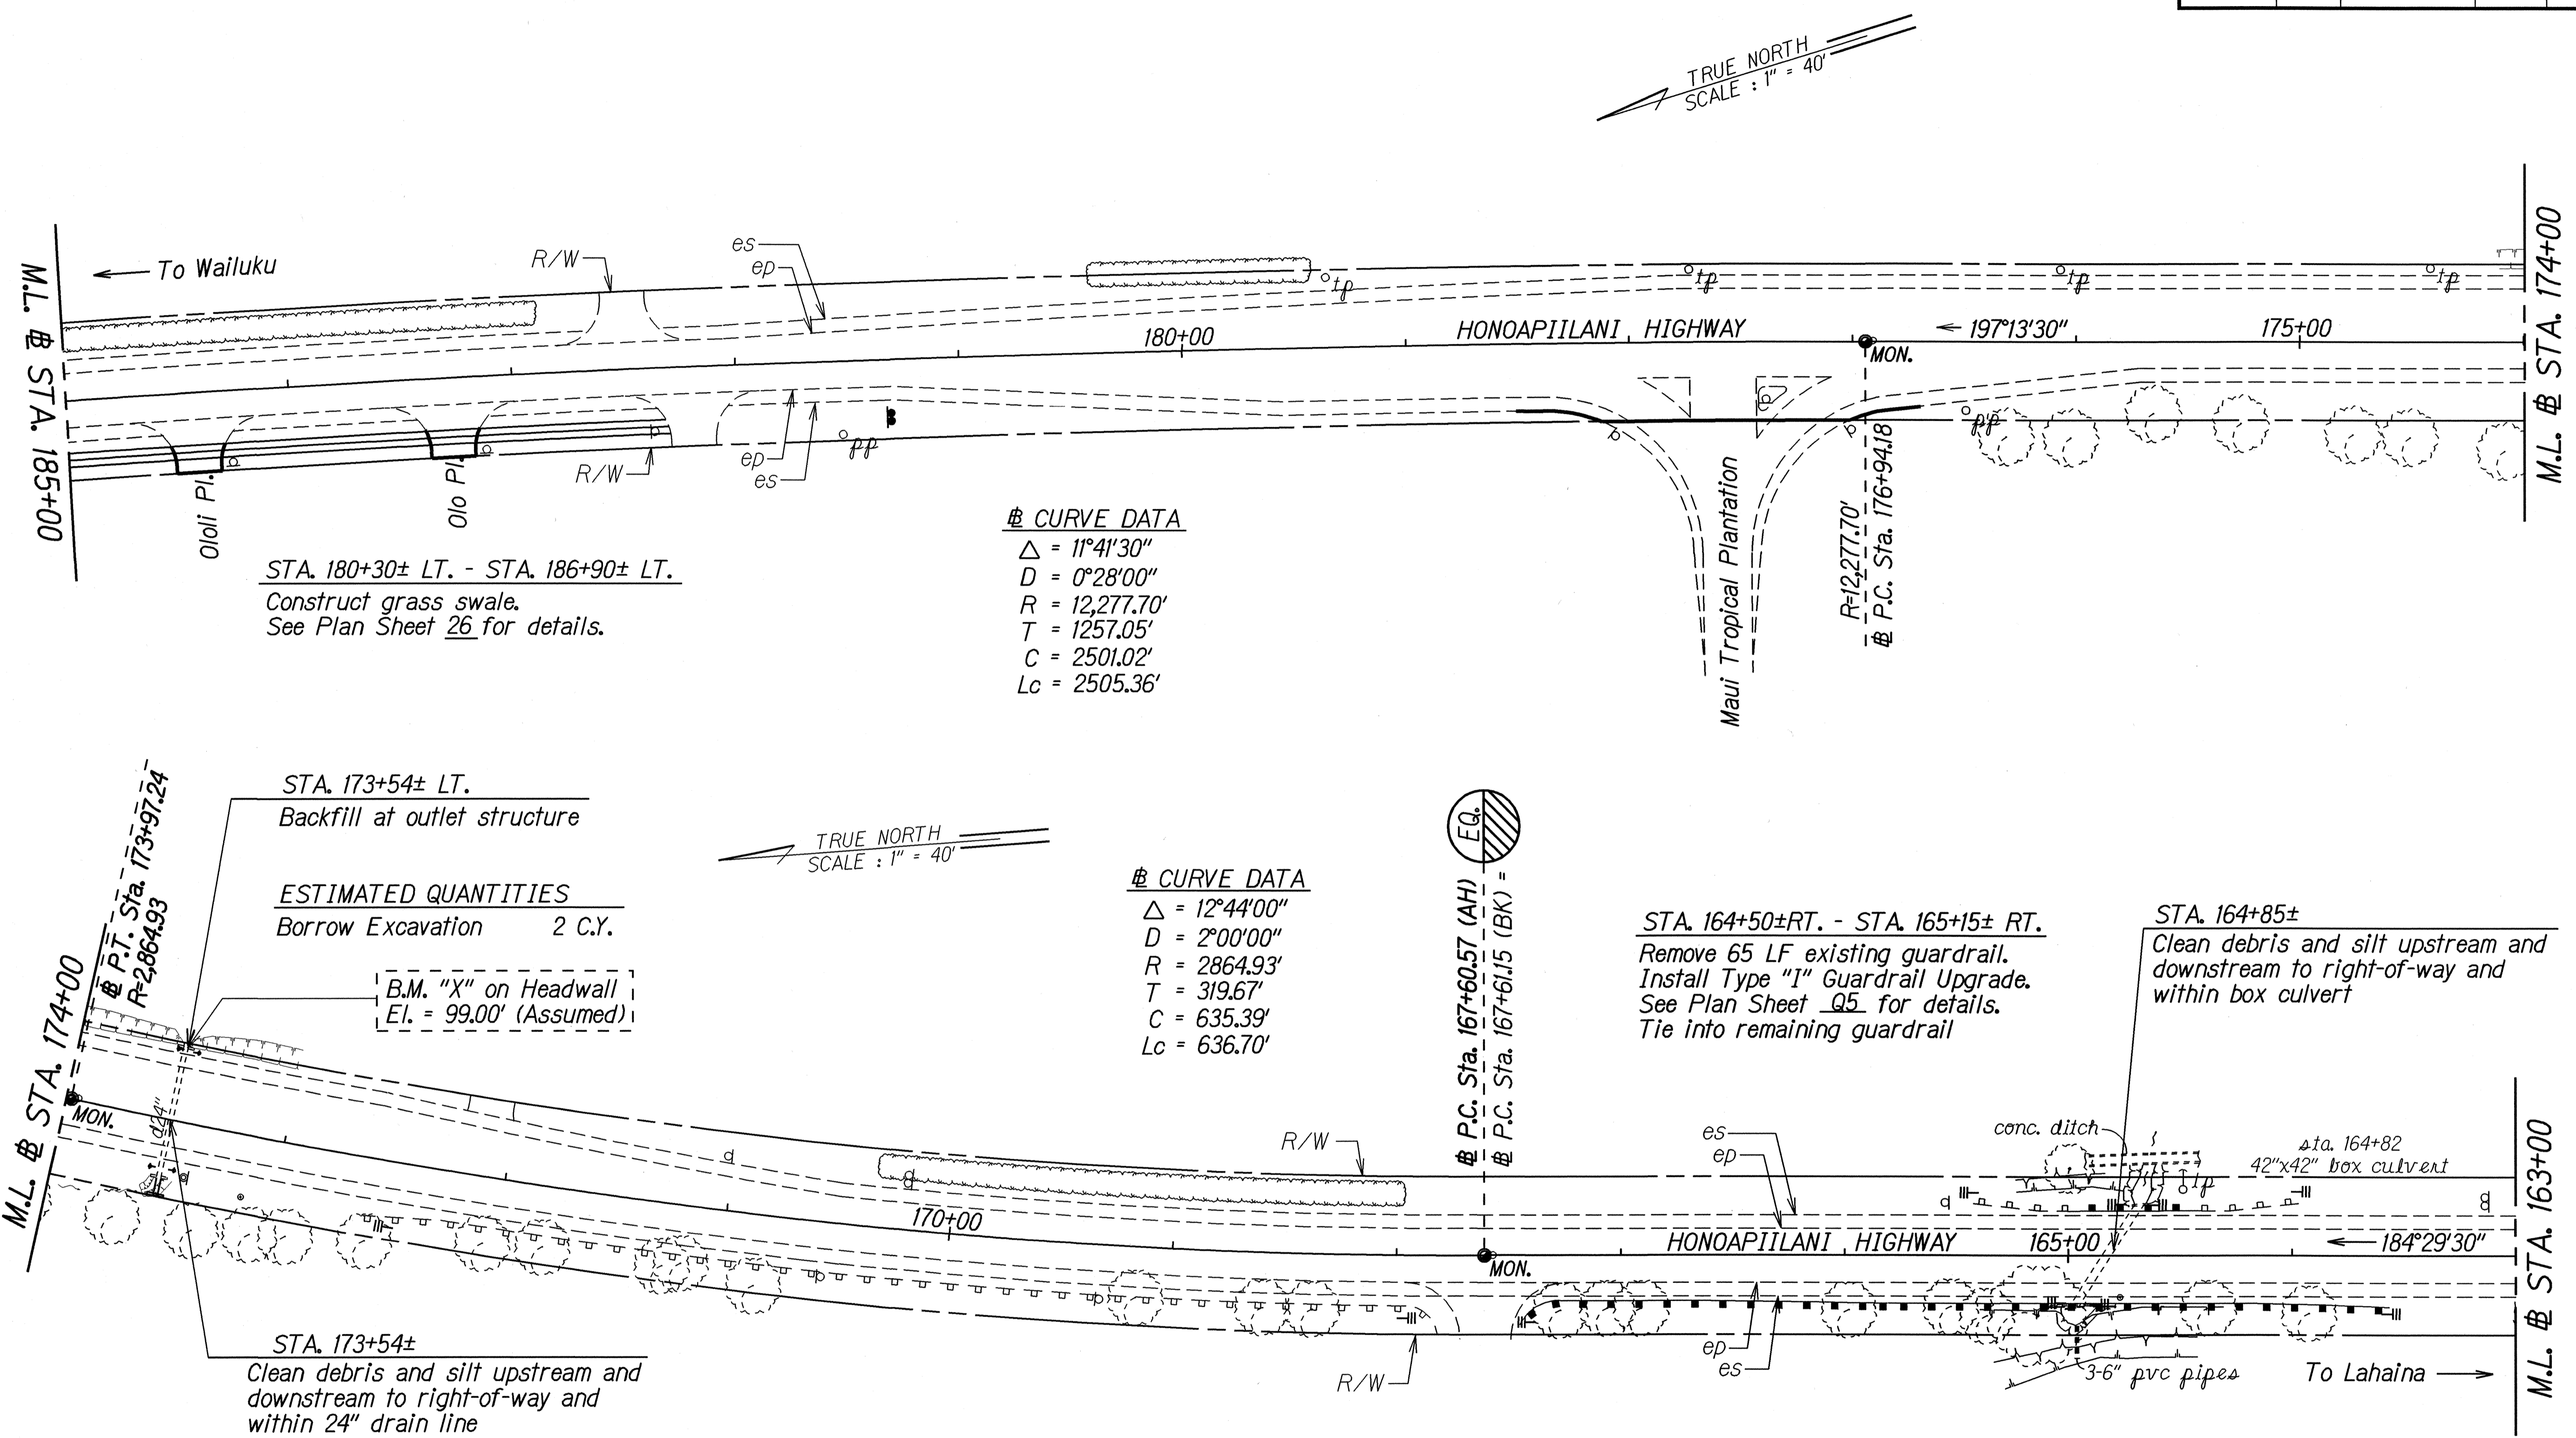 TRUE NORTH
SCALE : 1" = 40'
M.L. ⅊ STA. 185+00
To Wailuku
R/W
es
ep
tp
tp
tp
tp
180+00
HONOAPIILANI HIGHWAY
197°13'30"
175+00
MON.
M.L. ⅊ STA. 174+00
Ololi Pl.
Olo Pl.
R/W
ep
es
pp
pp
Maui Tropical Plantation
R=12,277.70'
⅊ P.C. Sta. 176+94.18
STA. 180+30± LT. - STA. 186+90± LT.
Construct grass swale.
See Plan Sheet 26 for details.
⅊ CURVE DATA
Δ = 11°41'30"
D = 0°28'00"
R = 12,277.70'
T = 1257.05'
C = 2501.02'
Lc = 2505.36'
⅊ P.T. Sta. 173+97.24
R=2,864.93
M.L. ⅊ STA. 174+00
STA. 173+54± LT.
Backfill at outlet structure
ESTIMATED QUANTITIES
Borrow Excavation 2 C.Y.
B.M. "X" on Headwall
El. = 99.00' (Assumed)
TRUE NORTH
SCALE : 1" = 40'
⅊ CURVE DATA
Δ = 12°44'00"
D = 2°00'00"
R = 2864.93'
T = 319.67'
C = 635.39'
Lc = 636.70'
EQ.
⅊ P.C. Sta. 167+60.57 (AH)
⅊ P.C. Sta. 167+61.15 (BK) =
STA. 164+50±RT. - STA. 165+15± RT.
Remove 65 LF existing guardrail.
Install Type "I" Guardrail Upgrade.
See Plan Sheet Q5 for details.
Tie into remaining guardrail
STA. 164+85±
Clean debris and silt upstream and
downstream to right-of-way and
within box culvert
MON.
d24"
170+00
R/W
es
ep
conc. ditch
sta. 164+82
42"x42" box culvert
tp
HONOAPIILANI HIGHWAY
165+00
184°29'30"
MON.
M.L. ⅊ STA. 163+00
STA. 173+54±
Clean debris and silt upstream and
downstream to right-of-way and
within 24" drain line
R/W
ep
es
3-6" pvc pipes
To Lahaina